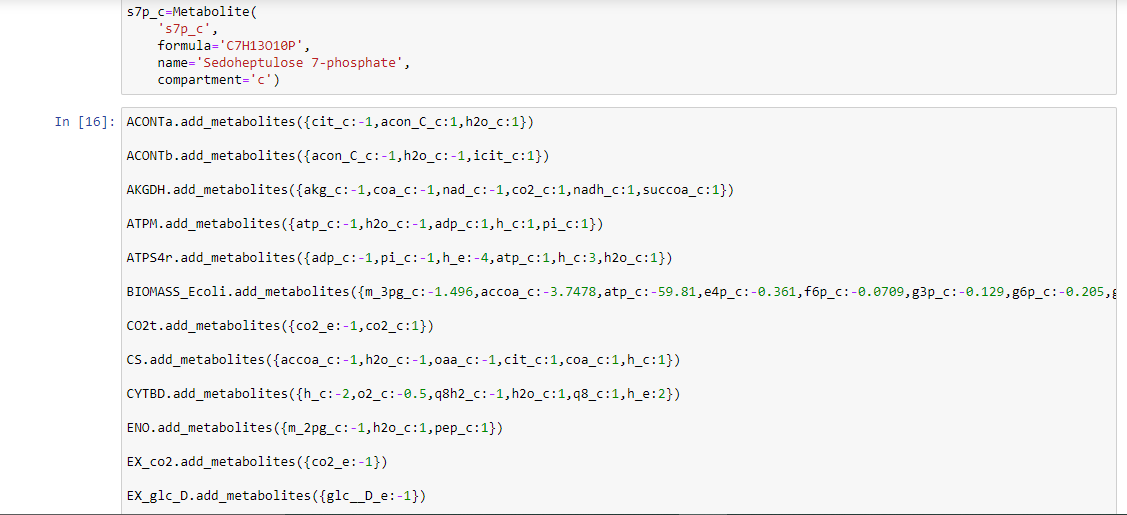 s7p_c=Metabolite(
    's7p_c',
    formula='C7H13O10P',
    name='Sedoheptulose 7-phosphate',
    compartment='c')
In [16]: ACONTa.add_metabolites({cit_c:-1,acon_C_c:1,h2o_c:1})
ACONTb.add_metabolites({acon_C_c:-1,h2o_c:-1,icit_c:1})
AKGDH.add_metabolites({akg_c:-1,coa_c:-1,nad_c:-1,co2_c:1,nadh_c:1,succoa_c:1})
ATPM.add_metabolites({atp_c:-1,h2o_c:-1,adp_c:1,h_c:1,pi_c:1})
ATPS4r.add_metabolites({adp_c:-1,pi_c:-1,h_e:-4,atp_c:1,h_c:3,h2o_c:1})
BIOMASS_Ecoli.add_metabolites({m_3pg_c:-1.496,accoa_c:-3.7478,atp_c:-59.81,e4p_c:-0.361,f6p_c:-0.0709,g3p_c:-0.129,g6p_c:-0.205,
CO2t.add_metabolites({co2_e:-1,co2_c:1})
CS.add_metabolites({accoa_c:-1,h2o_c:-1,oaa_c:-1,cit_c:1,coa_c:1,h_c:1})
CYTBD.add_metabolites({h_c:-2,o2_c:-0.5,q8h2_c:-1,h2o_c:1,q8_c:1,h_e:2})
ENO.add_metabolites({m_2pg_c:-1,h2o_c:1,pep_c:1})
EX_co2.add_metabolites({co2_e:-1})
EX_glc_D.add_metabolites({glc__D_e:-1})